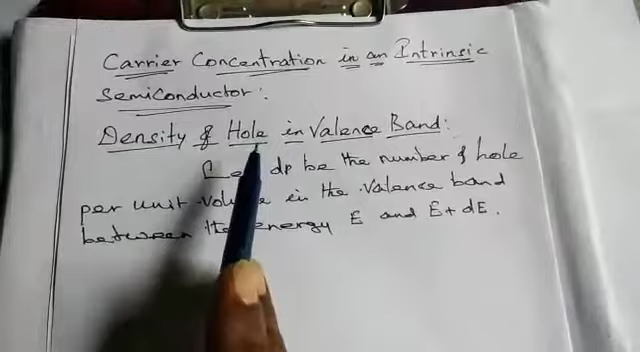 Carrier Concentration in an Intrinsic
Semiconductor:
Density of Hole in Valence Band:
dp be the number of hole
per unit in the valence band
between the energy E and E+dE.